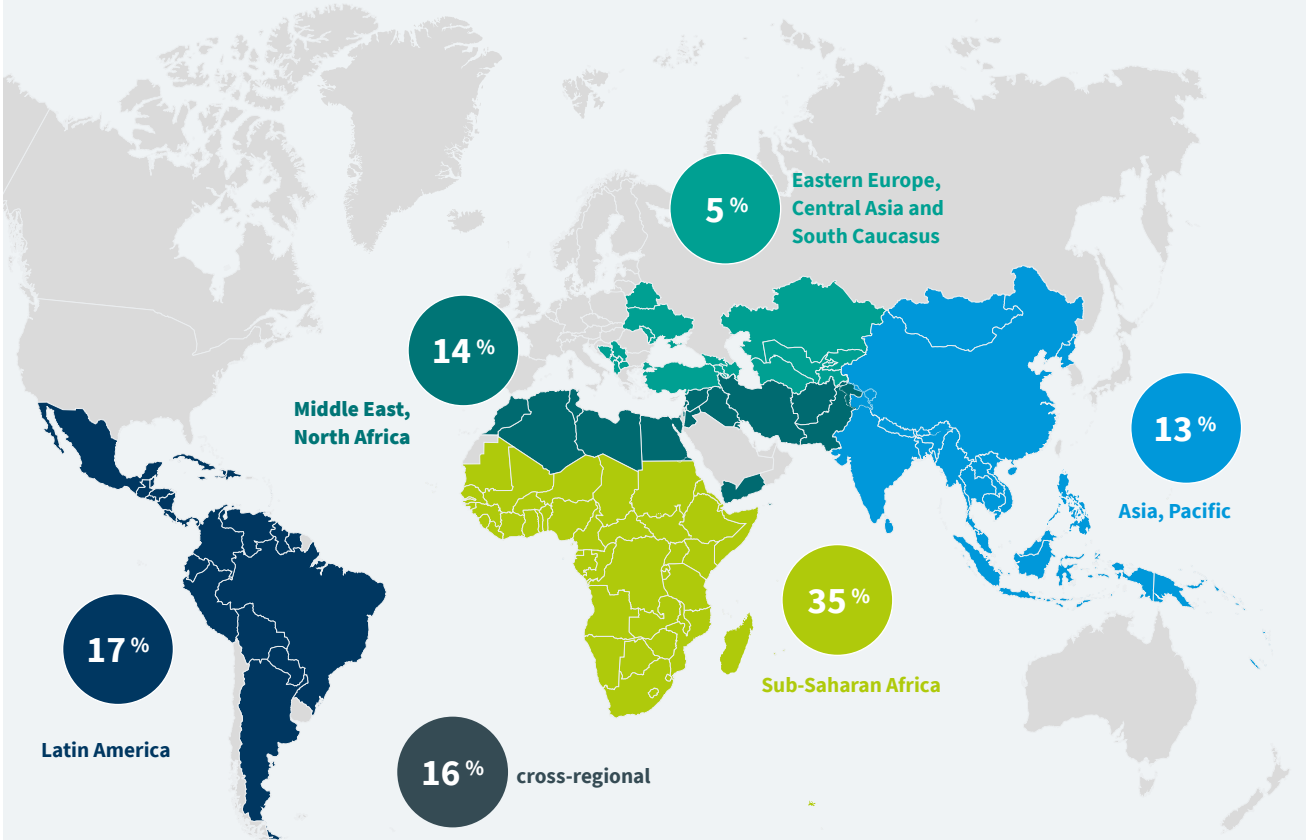 5 %
Eastern Europe,
Central Asia and
South Caucasus
14 %
Middle East,
North Africa
13 %
Asia, Pacific
35 %
Sub-Saharan Africa
17 %
Latin America
16 %
cross-regional